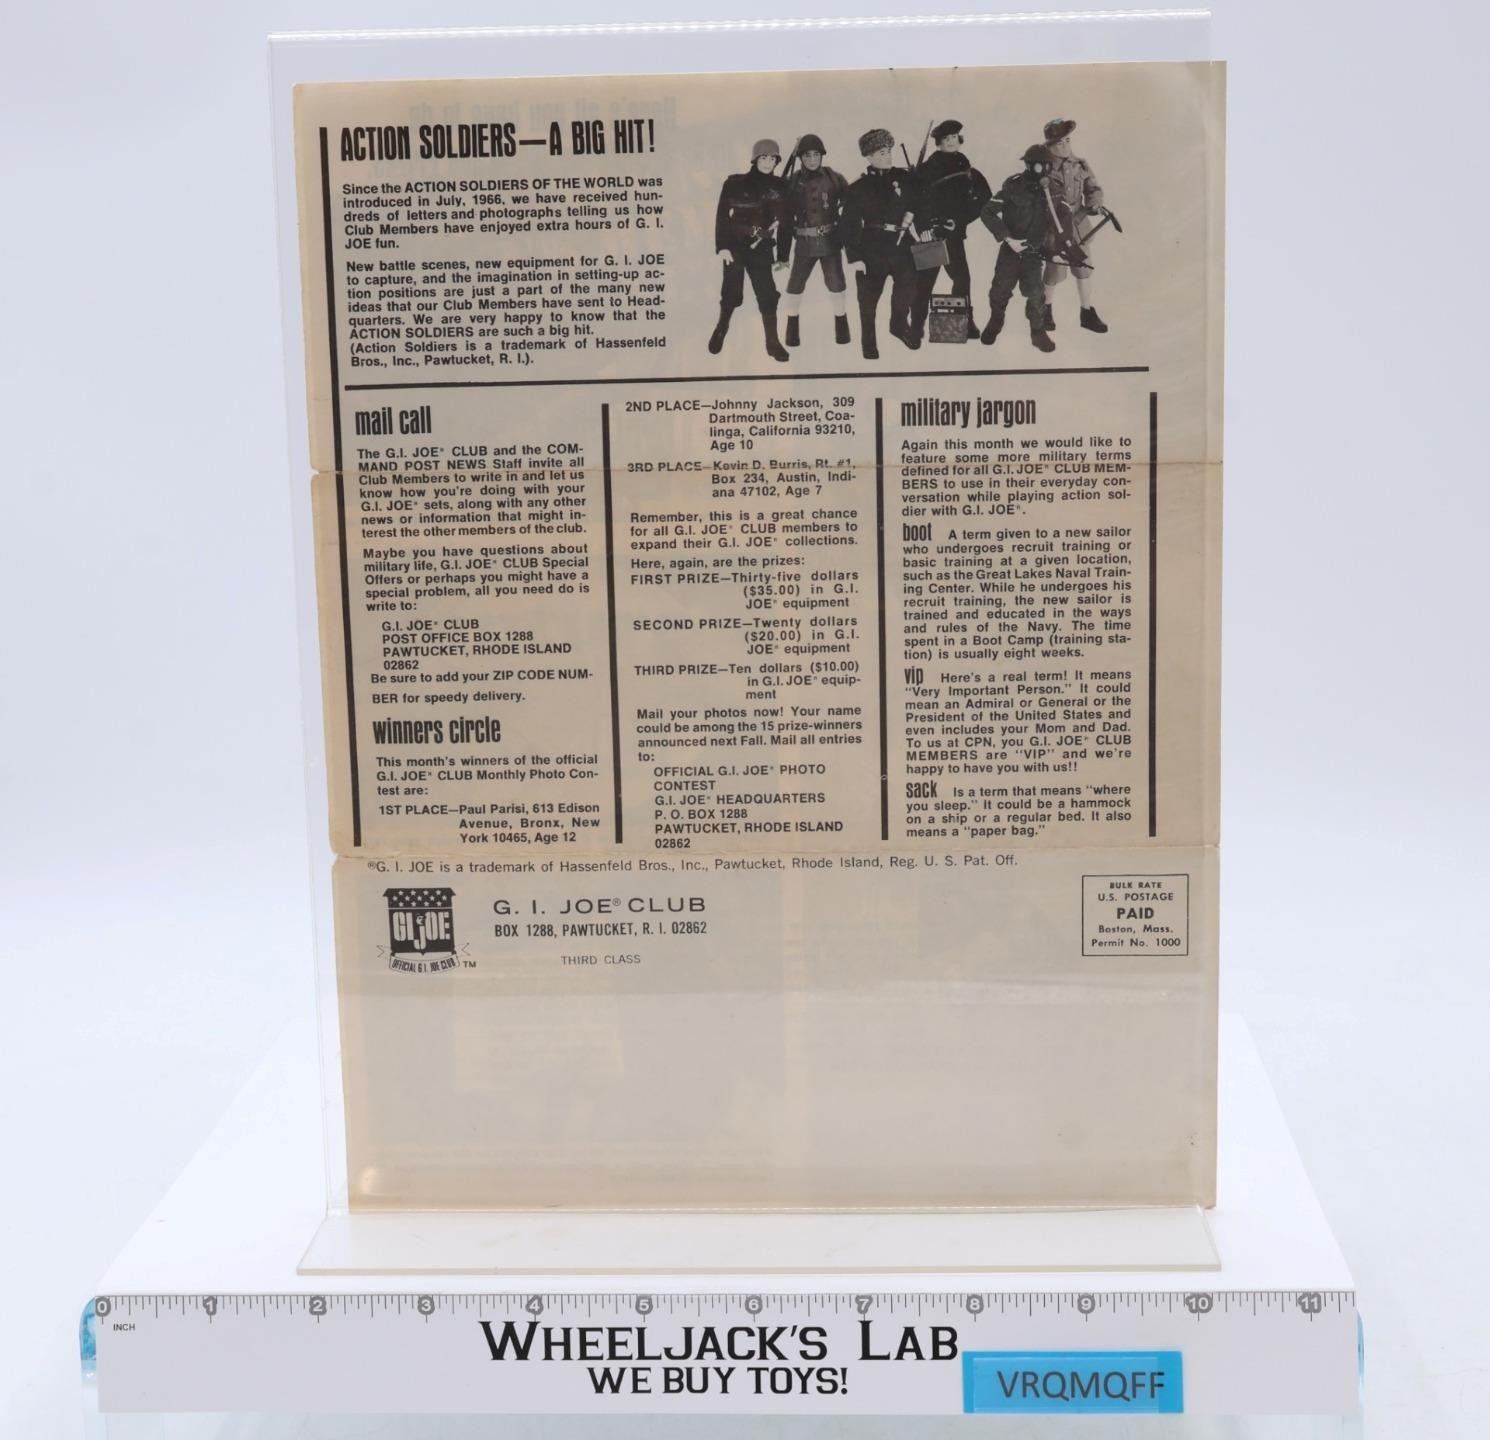 ACTION SOLDIERS—A BIG HIT!
Since the ACTION SOLDIERS OF THE WORLD was
introduced in July, 1966, we have received hun-
dreds of letters and photographs telling us how
Club Members have enjoyed extra hours of G. I.
JOE fun.
New battle scenes, new equipment for G. I. JOE
to capture, and the imagination in setting-up ac-
tion positions are just a part of the many new
ideas that our Club Members have sent to Head-
quarters. We are very happy to know that the
ACTION SOLDIERS are such a big hit.
(Action Soldiers is a trademark of Hassenfeld
Bros., Inc., Pawtucket, R. I.).
mail call
The G.I. JOE® CLUB and the COM-
MAND POST NEWS Staff invite all
Club Members to write in and let us
know how you're doing with your
G.I. JOE® sets, along with any other
news or information that might in-
terest the other members of the club.
Maybe you have questions about
military life, G.I. JOE® CLUB Special
Offers or perhaps you might have a
special problem, all you need do is
write to:
G.I. JOE® CLUB
POST OFFICE BOX 1288
PAWTUCKET, RHODE ISLAND
02862
Be sure to add your ZIP CODE NUM-
BER for speedy delivery.
winners circle
This month's winners of the official
G.I. JOE® CLUB Monthly Photo Con-
test are:
1ST PLACE—Paul Parisi, 613 Edison
Avenue, Bronx, New
York 10465, Age 12
2ND PLACE—Johnny Jackson, 309
Dartmouth Street, Coa-
linga, California 93210,
Age 10
3RD PLACE—Kevin D. Burris, Rt. #1,
Box 234, Austin, Indi-
ana 47102, Age 7
Remember, this is a great chance
for all G.I. JOE® CLUB members to
expand their G.I. JOE® collections.
Here, again, are the prizes:
FIRST PRIZE—Thirty-five dollars
($35.00) in G.I.
JOE® equipment
SECOND PRIZE—Twenty dollars
($20.00) in G.I.
JOE® equipment
THIRD PRIZE—Ten dollars ($10.00)
in G.I. JOE® equip-
ment
Mail your photos now! Your name
could be among the 15 prize-winners
announced next Fall. Mail all entries
to:
OFFICIAL G.I. JOE® PHOTO
CONTEST
G.I. JOE® HEADQUARTERS
P. O. BOX 1288
PAWTUCKET, RHODE ISLAND
02862
military jargon
Again this month we would like to
feature some more military terms
defined for all G.I. JOE® CLUB MEM-
BERS to use in their everyday con-
versation while playing action sol-
dier with G.I. JOE®.
boot A term given to a new sailor
who undergoes recruit training or
basic training at a given location,
such as the Great Lakes Naval Train-
ing Center. While he undergoes his
recruit training, the new sailor is
trained and educated in the ways
and rules of the Navy. The time
spent in a Boot Camp (training sta-
tion) is usually eight weeks.
vip Here's a real term! It means
"Very Important Person." It could
mean an Admiral or General or the
President of the United States and
even includes your Mom and Dad.
To us at CPN, you G.I. JOE® CLUB
MEMBERS are "VIP" and we're
happy to have you with us!!
sack Is a term that means "where
you sleep." It could be a hammock
on a ship or a regular bed. It also
means a "paper bag."
®G. I. JOE is a trademark of Hassenfeld Bros., Inc., Pawtucket, Rhode Island, Reg. U. S. Pat. Off.
GI JOE
OFFICIAL G.I. JOE CLUB TM
G. I. JOE® CLUB
BOX 1288, PAWTUCKET, R. I. 02862
THIRD CLASS
BULK RATE
U.S. POSTAGE
PAID
Boston, Mass.
Permit No. 1000
0 1 2 3 4 5 6 7 8 9 10 11
INCH
WHEELJACK'S LAB
WE BUY TOYS!
VRQMQFF